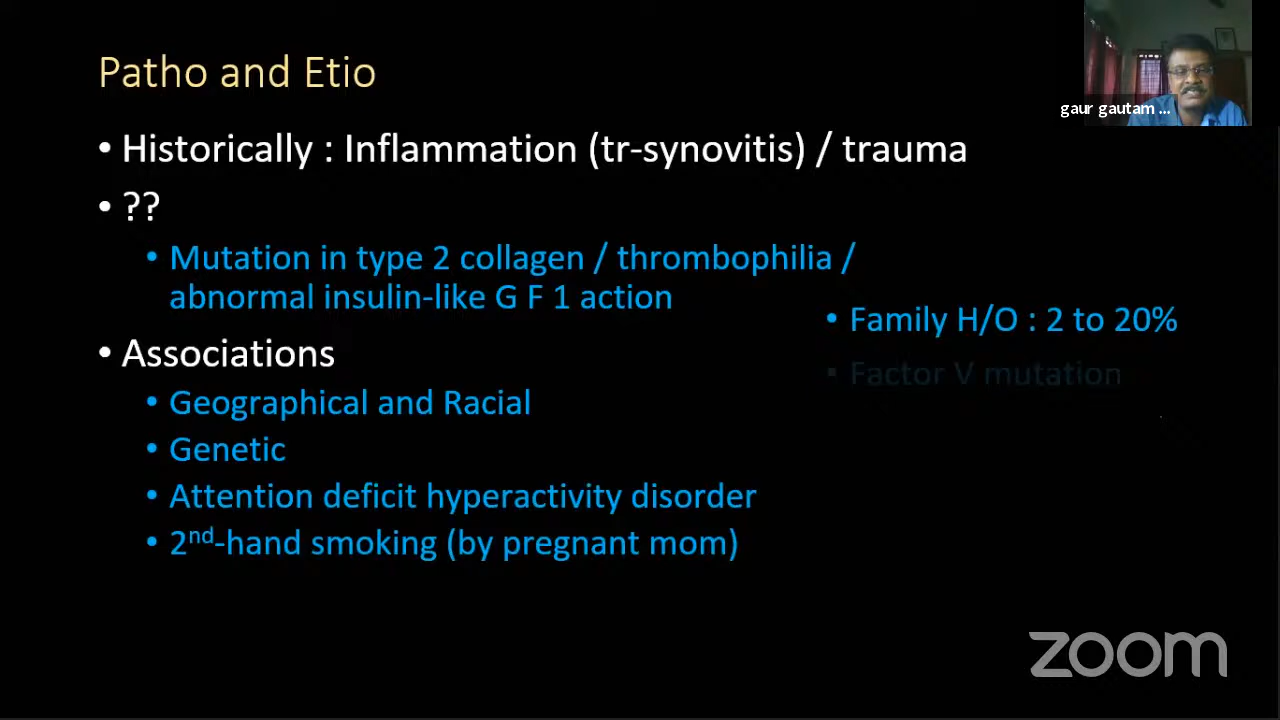 Patho and Etio
gaur gautam ...
• Historically : Inflammation (tr-synovitis) / trauma
• ??
• Mutation in type 2 collagen / thrombophilia /
abnormal insulin-like G F 1 action
• Family H/O : 2 to 20%
• Associations
• Factor V mutation
• Geographical and Racial
• Genetic
• Attention deficit hyperactivity disorder
• 2nd-hand smoking (by pregnant mom)
zoom